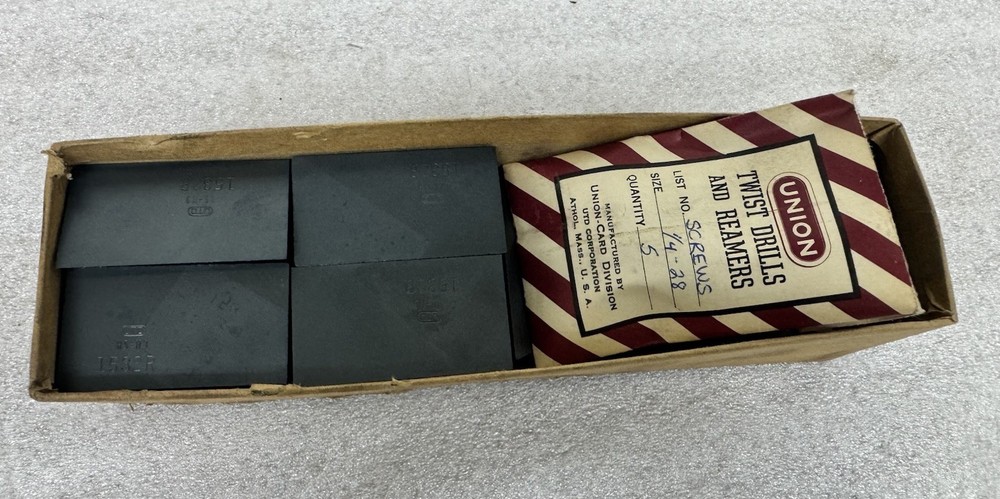 UNION
TWIST DRILLS
AND REAMERS
LIST NO. SCREWS
SIZE 1/4-28
QUANTITY 5
MANUFACTURED BY
UNION-CARD DIVISION
UTD CORPORATION
ATHOL, MASS., U. S. A.